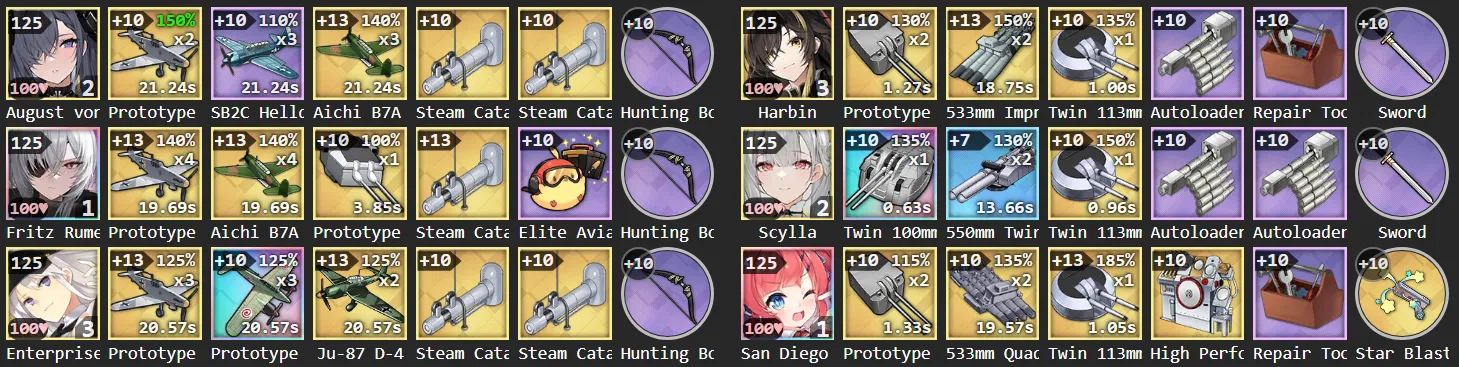 125 +10 150% +10 110% +13 140% +10 +10 +10
x2 x3 x3
100♥ 2 21.24s 21.24s 21.24s
August vor Prototype SB2C Hellc Aichi B7A Steam Cata Steam Cata Hunting Bo
125 +13 140% +13 140% +10 100% +13 +10 +10
x4 x4 x1
100♥ 1 19.69s 19.69s 3.85s
Fritz Rume Prototype Aichi B7A Prototype Steam Cata Elite Avia Hunting Bo
125 +13 125% +10 125% +13 125% +10 +10 +10
x3 x3 x2
100♥ 3 20.57s 20.57s 20.57s
Enterprise Prototype Prototype Ju-87 D-4 Steam Cata Steam Cata Hunting Bo
125 +10 130% +13 150% +10 135% +10 +10 +10
x2 x2 x1
100♥ 3 1.27s 18.75s 1.00s
Harbin Prototype 533mm Impr Twin 113mm Autoloader Repair Too Sword
125 +10 135% +7 130% +10 150% +10 +10 +10
x1 x2 x1
100♥ 2 0.63s 13.66s 0.96s
Scylla Twin 100mm 550mm Twin Twin 113mm Autoloader Autoloader Sword
125 +10 115% +10 135% +13 185% +10 +10 +10
x2 x2 x1
100♥ 1 1.33s 19.57s 1.05s
San Diego Prototype 533mm Quad Twin 113mm High Perfo Repair Too Star Blast